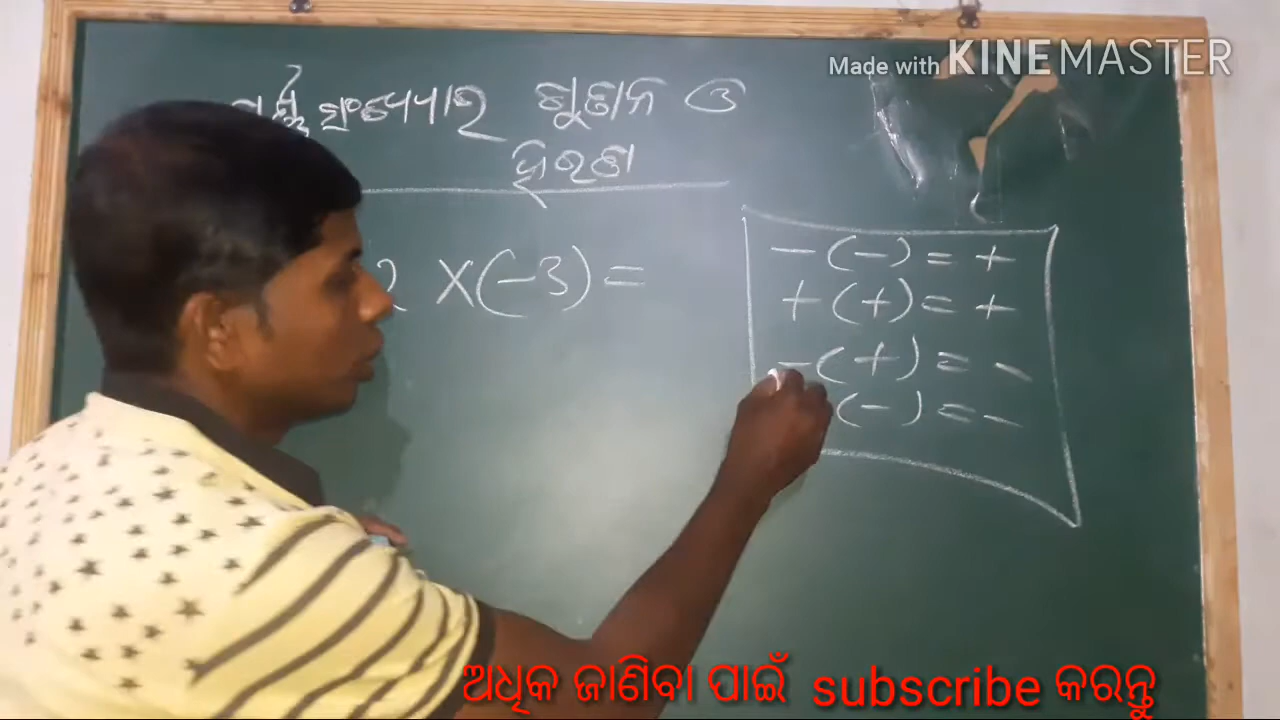 Made with KINEMASTER
ସଂଖ୍ୟାର ଗୁଣନ ଓ
ହରଣ
2 ×(-3)=
-(-)= +
+(+)= +
-(+)= -
(-)= -
ଅଧିକ ଜାଣିବା ପାଇଁ subscribe କରନ୍ତୁ